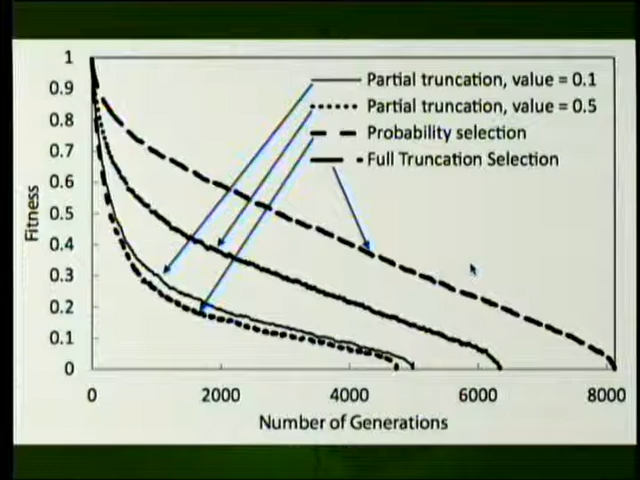 Partial truncation, value = 0.1
Partial truncation, value = 0.5
Probability selection
Full Truncation Selection
Fitness
1
0.9
0.8
0.7
0.6
0.5
0.4
0.3
0.2
0.1
0
0 2000 4000 6000 8000
Number of Generations